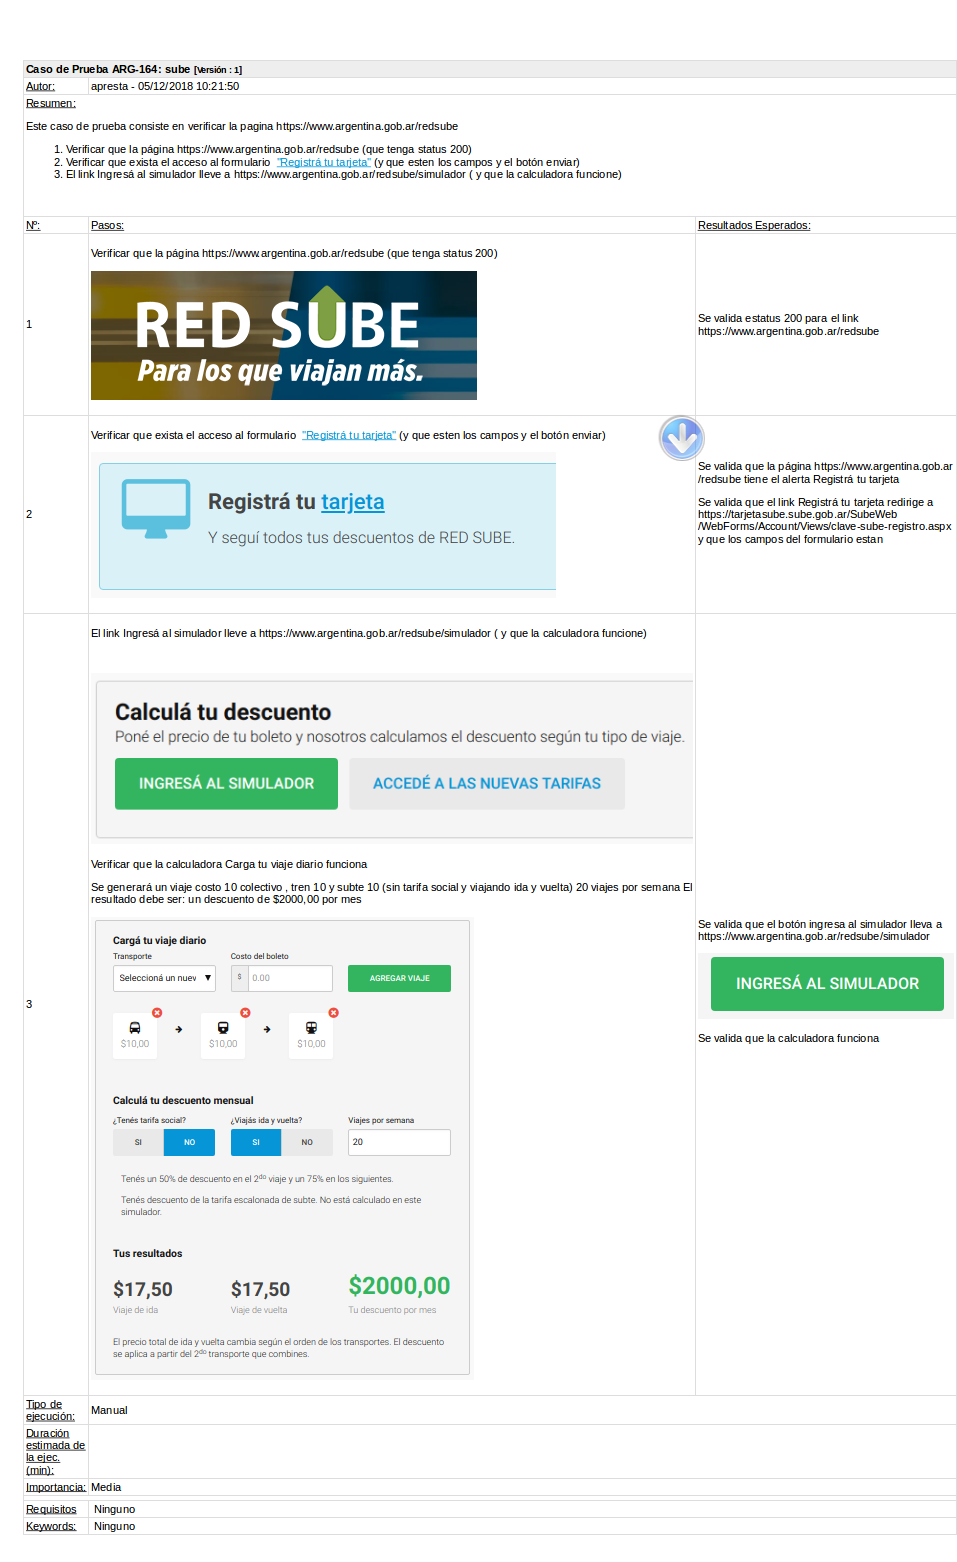 Caso de Prueba ARG-164: sube [Versión : 1]
Autor: apresta - 05/12/2018 10:21:50
Resumen:
Este caso de prueba consiste en verificar la pagina https://www.argentina.gob.ar/redsube
1. Verificar que la página https://www.argentina.gob.ar/redsube (que tenga status 200)
2. Verificar que exista el acceso al formulario "Registrá tu tarjeta" (y que esten los campos y el botón enviar)
3. El link Ingresá al simulador lleve a https://www.argentina.gob.ar/redsube/simulador ( y que la calculadora funcione)
Nº: Pasos: Resultados Esperados:
1
Verificar que la página https://www.argentina.gob.ar/redsube (que tenga status 200)
RED SUBE
Para los que viajan más.
Se valida estatus 200 para el link
https://www.argentina.gob.ar/redsube
2
Verificar que exista el acceso al formulario "Registrá tu tarjeta" (y que esten los campos y el botón enviar)
Registrá tu tarjeta
Y seguí todos tus descuentos de RED SUBE.
Se valida que la página https://www.argentina.gob.ar
/redsube tiene el alerta Registrá tu tarjeta
Se valida que el link Registrá tu tarjeta redirige a
https://tarjetasube.sube.gob.ar/SubeWeb
/WebForms/Account/Views/clave-sube-registro.aspx
y que los campos del formulario estan
3
El link Ingresá al simulador lleve a https://www.argentina.gob.ar/redsube/simulador ( y que la calculadora funcione)
Calculá tu descuento
Poné el precio de tu boleto y nosotros calculamos el descuento según tu tipo de viaje.
INGRESÁ AL SIMULADOR ACCEDÉ A LAS NUEVAS TARIFAS
Verificar que la calculadora Carga tu viaje diario funciona
Se generará un viaje costo 10 colectivo , tren 10 y subte 10 (sin tarifa social y viajando ida y vuelta) 20 viajes por semana El
resultado debe ser: un descuento de $2000,00 por mes
Cargá tu viaje diario
Transporte Costo del boleto
Seleccioná un nuev $ 0.00 AGREGAR VIAJE
$10,00 $10,00 $10,00
Calculá tu descuento mensual
¿Tenés tarifa social? ¿Viajás ida y vuelta? Viajes por semana
SI NO SI NO 20
Tenés un 50% de descuento en el 2do viaje y un 75% en los siguientes.
Tenés descuento de la tarifa escalonada de subte. No está calculado en este
simulador.
Tus resultados
$17,50 $17,50 $2000,00
Viaje de ida Viaje de vuelta Tu descuento por mes
El precio total de ida y vuelta cambia según el orden de los transportes. El descuento
se aplica a partir del 2do transporte que combines.
Se valida que el botón ingresa al simulador lleva a
https://www.argentina.gob.ar/redsube/simulador
INGRESÁ AL SIMULADOR
Se valida que la calculadora funciona
Tipo de
ejecución: Manual
Duración
estimada de
la ejec.
(min):
Importancia: Media
Requisitos Ninguno
Keywords: Ninguno